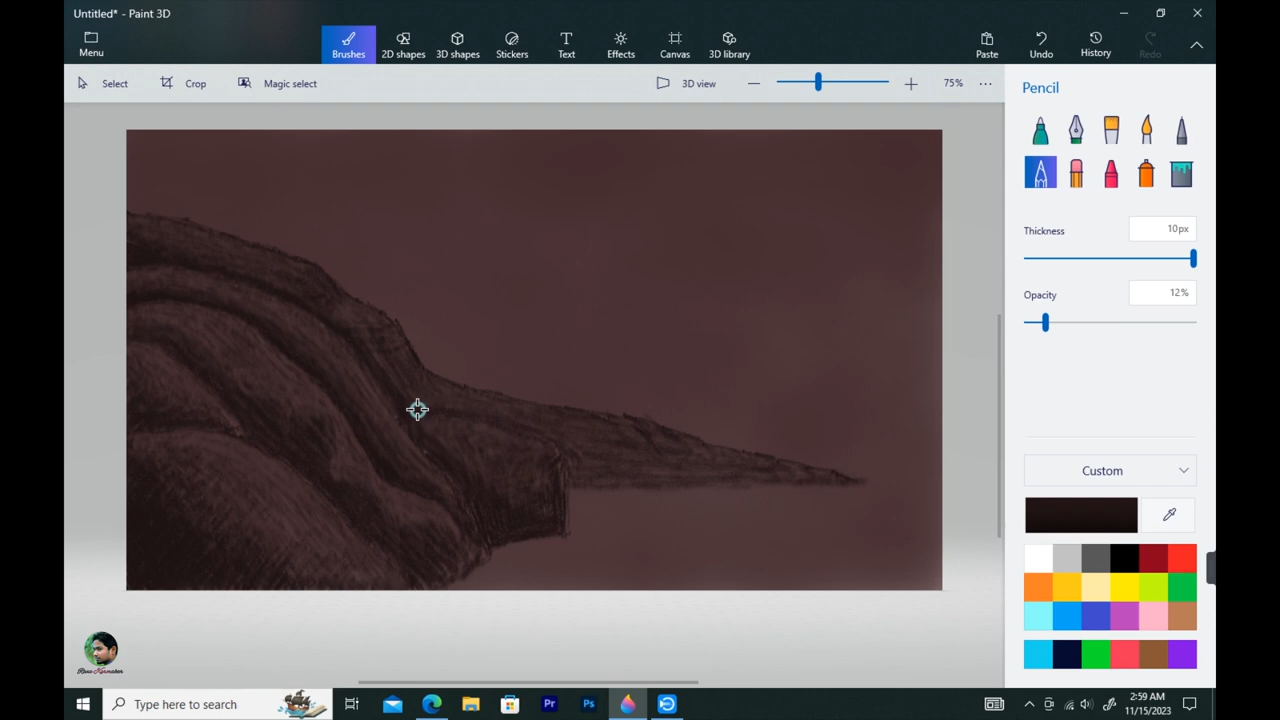 Untitled* - Paint 3D
Menu
Brushes
2D shapes
3D shapes
Stickers
Text
Effects
Canvas
3D library
Paste
Undo
History
Redo
Select
Crop
Magic select
3D view
75%
Pencil
Thickness
10px
Opacity
12%
Custom
Type here to search
Pr
Ps
2:59 AM
11/15/2023